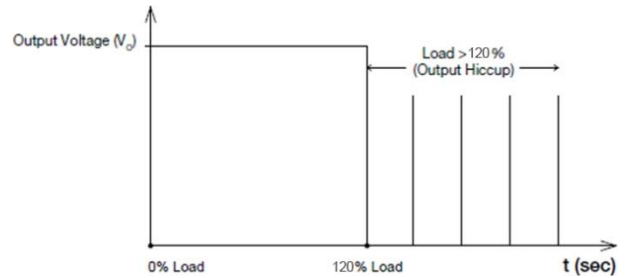 Output Voltage (Vo)
Load >120%
(Output Hiccup)
0% Load
120% Load
t (sec)